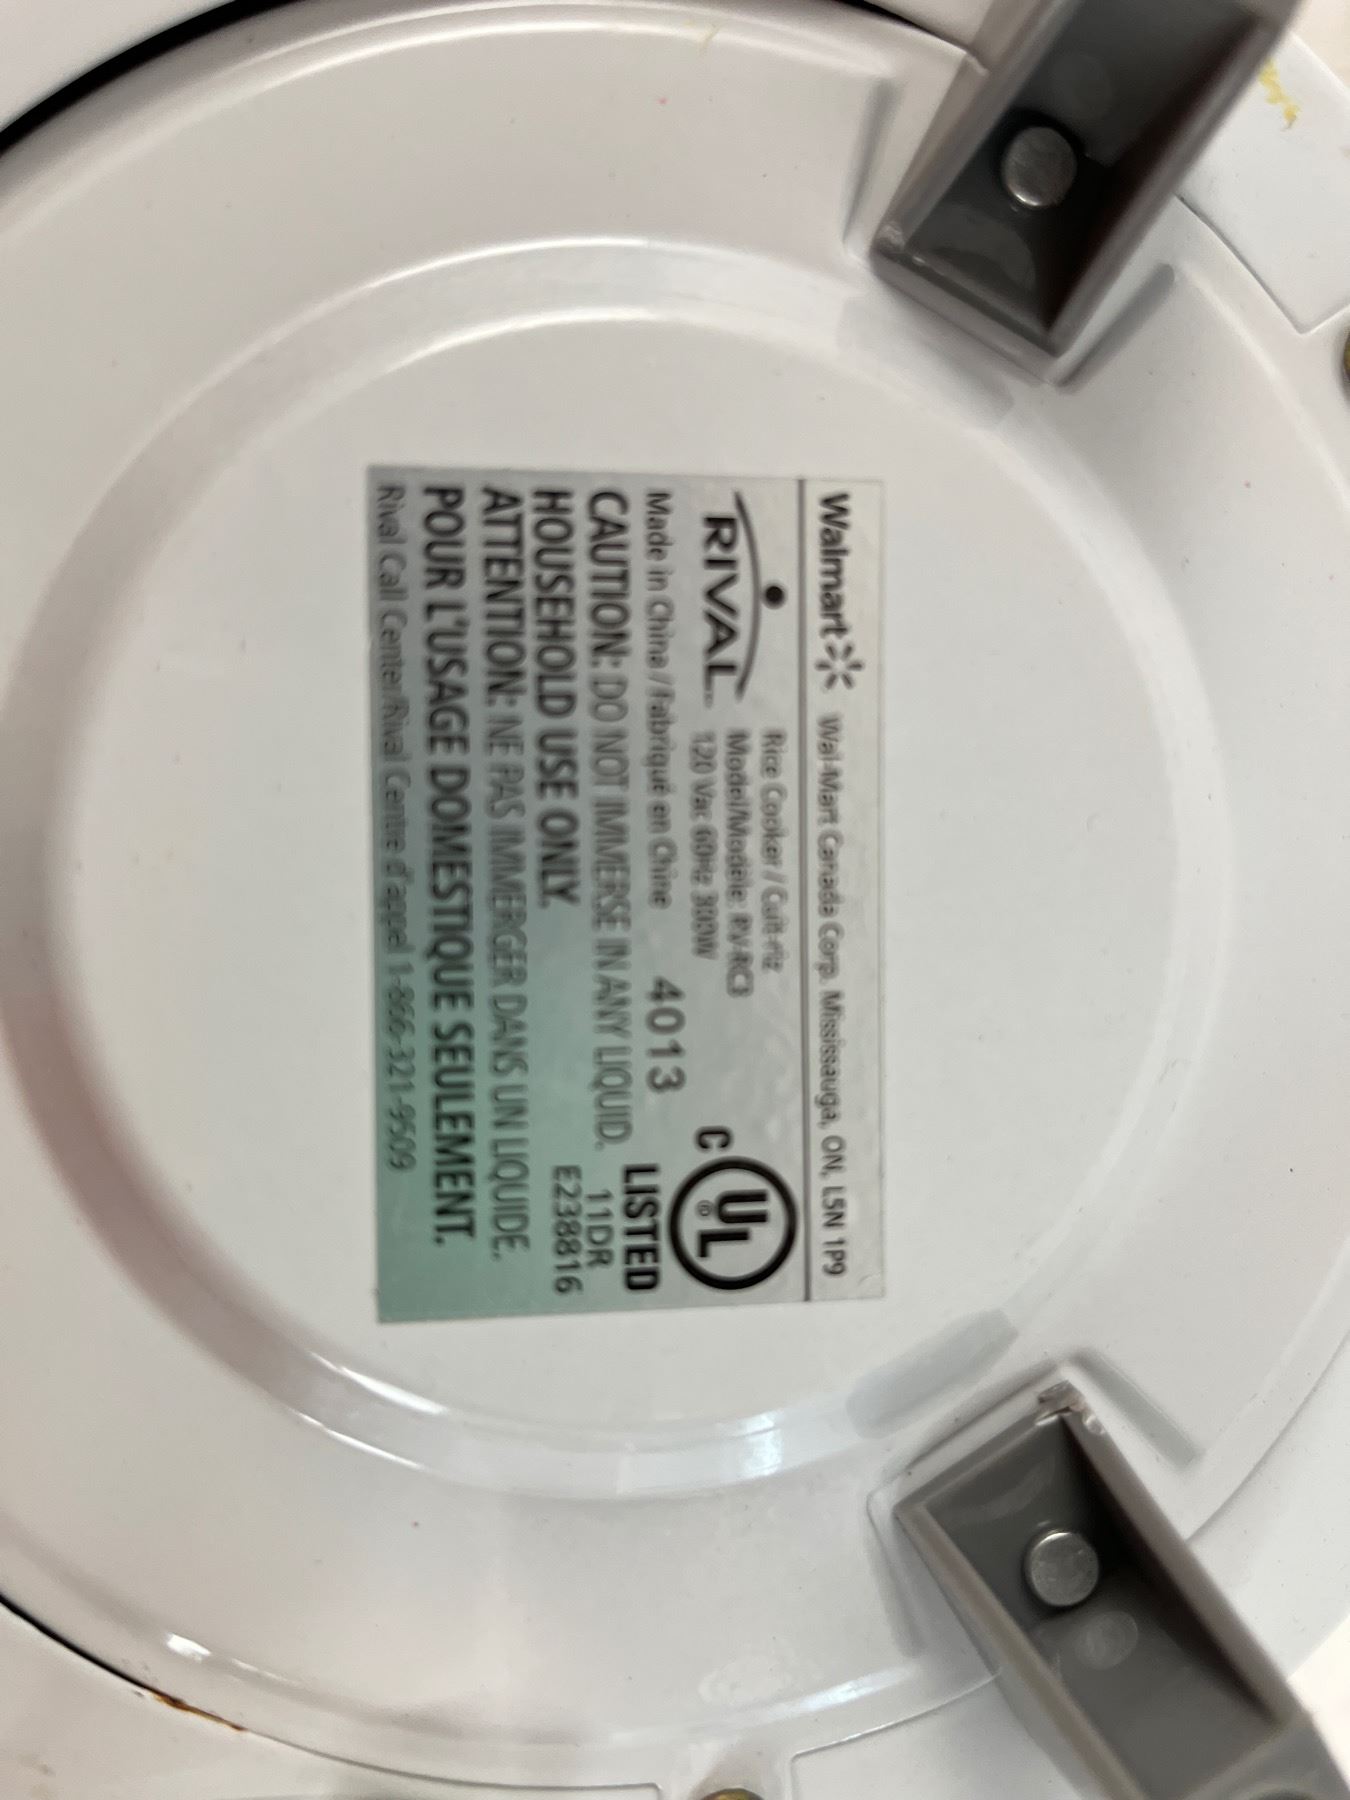 Walmart Wal-Mart Canada Corp. Mississauga, ON, L5N 1P9
RIVAL
Rice Cooker / Cuit-riz
Model/Modèle: RV-RC3
120 Vac 60Hz 300W
Made in China / Fabriqué en Chine 4013
CAUTION: DO NOT IMMERSE IN ANY LIQUID.
HOUSEHOLD USE ONLY.
ATTENTION: NE PAS IMMERGER DANS UN LIQUIDE.
POUR L'USAGE DOMESTIQUE SEULEMENT.
Rival Call Center/Rival Centre d'appel 1-866-321-9509
C UL ®
LISTED
11DR
E238816